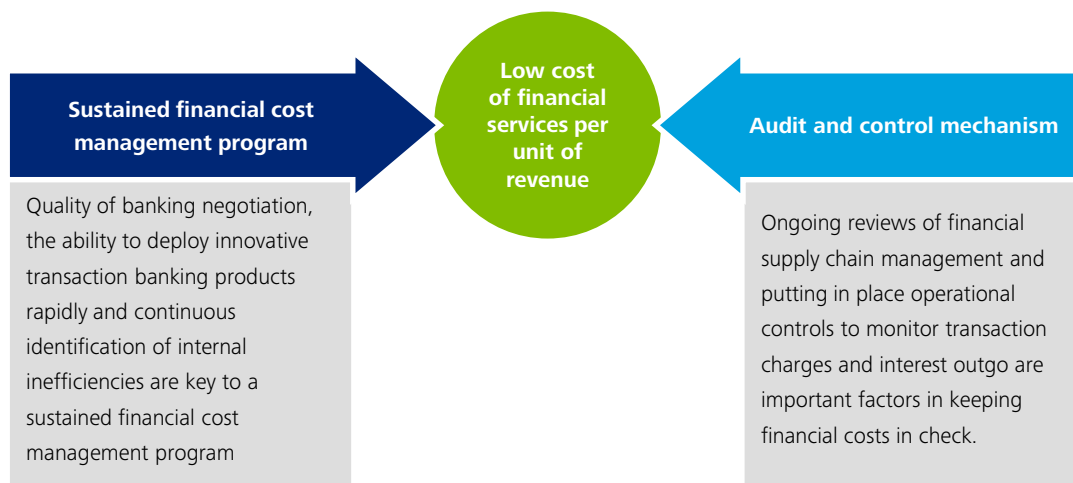 Sustained financial cost
management program
Quality of banking negotiation,
the ability to deploy innovative
transaction banking products
rapidly and continuous
identification of internal
inefficiencies are key to a
sustained financial cost
management program
Low cost
of financial
services per
unit of
revenue
Audit and control mechanism
Ongoing reviews of financial
supply chain management and
putting in place operational
controls to monitor transaction
charges and interest outgo are
important factors in keeping
financial costs in check.